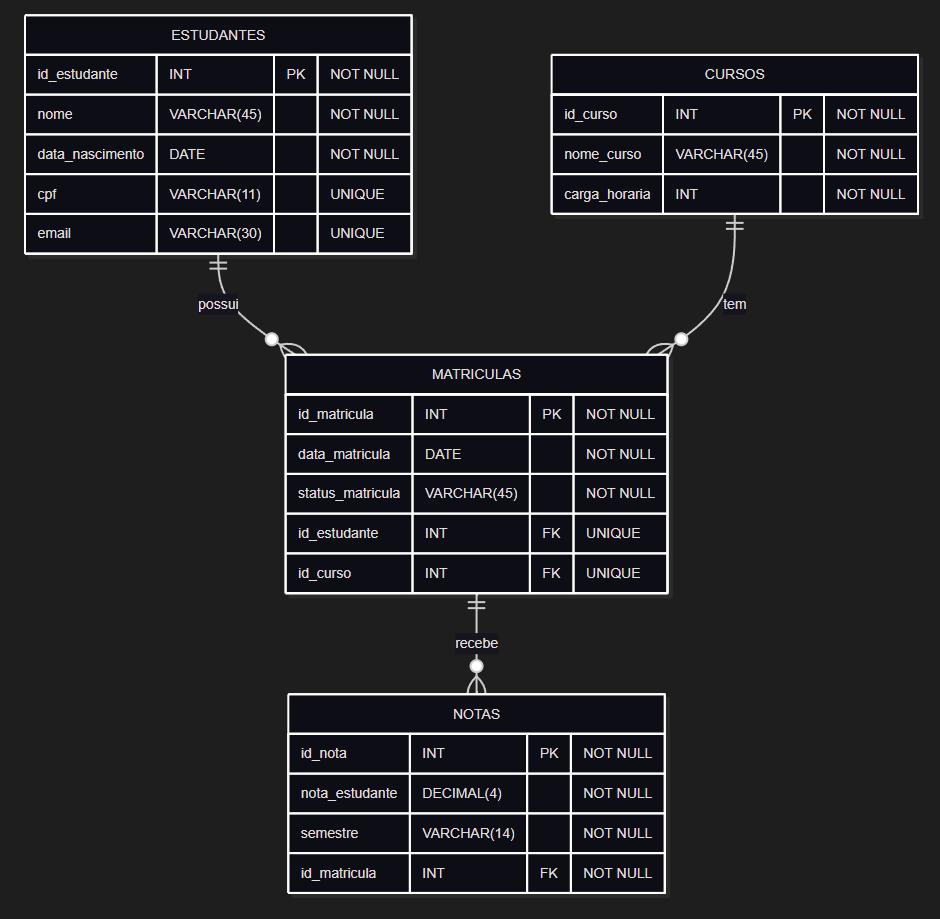 ESTUDANTES
id_estudante INT PK NOT NULL
nome VARCHAR(45) NOT NULL
data_nascimento DATE NOT NULL
cpf VARCHAR(11) UNIQUE
email VARCHAR(30) UNIQUE
CURSOS
id_curso INT PK NOT NULL
nome_curso VARCHAR(45) NOT NULL
carga_horaria INT NOT NULL
possui
tem
MATRICULAS
id_matricula INT PK NOT NULL
data_matricula DATE NOT NULL
status_matricula VARCHAR(45) NOT NULL
id_estudante INT FK UNIQUE
id_curso INT FK UNIQUE
recebe
NOTAS
id_nota INT PK NOT NULL
nota_estudante DECIMAL(4) NOT NULL
semestre VARCHAR(14) NOT NULL
id_matricula INT FK NOT NULL